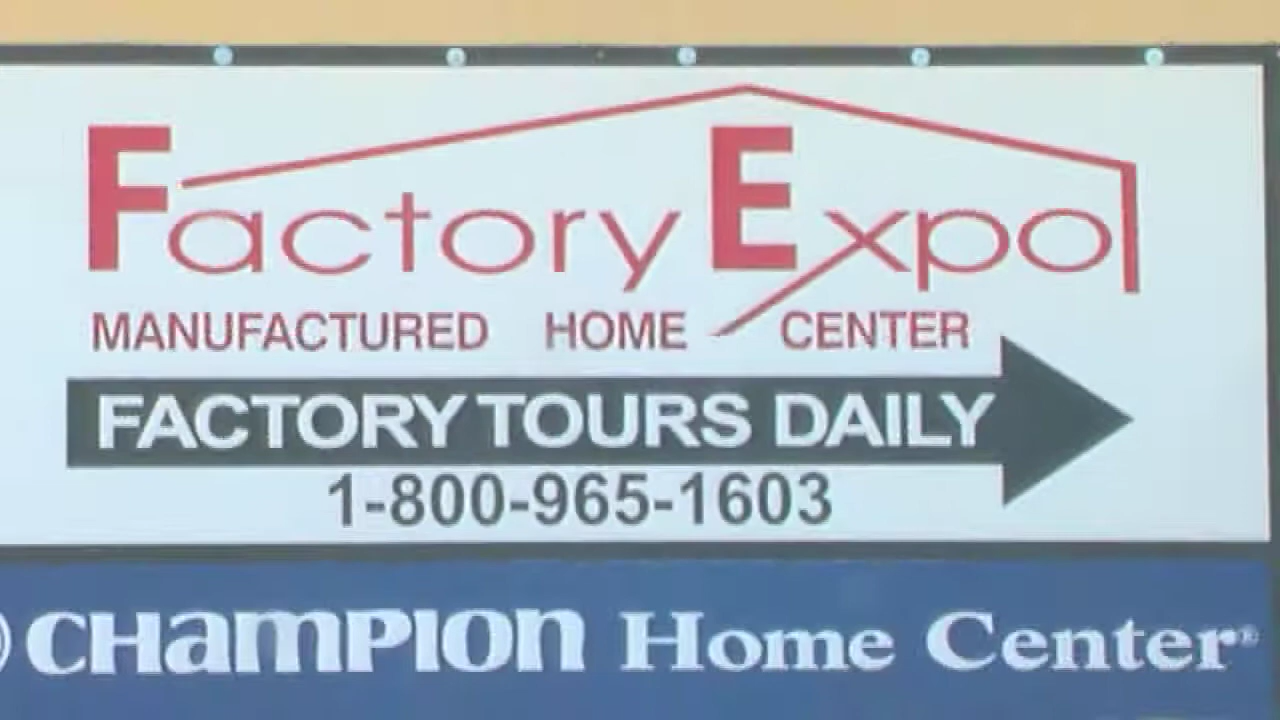 Factory Expo
MANUFACTURED HOME CENTER
FACTORY TOURS DAILY
1-800-965-1603
CHAMPION Home Center®